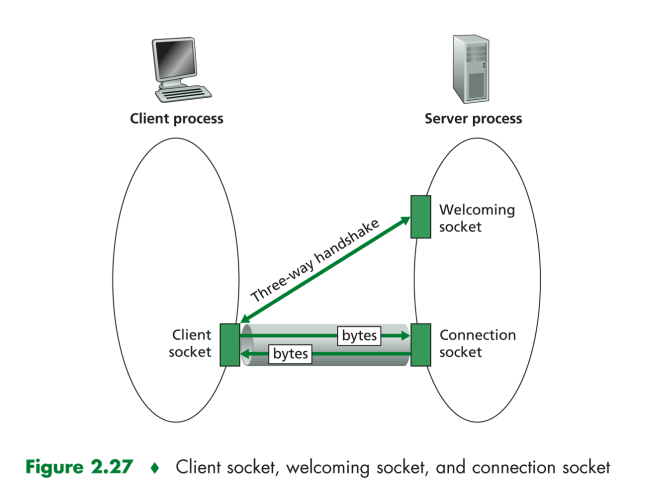 Client process
Server process
Welcoming
socket
Three-way handshake
Client
socket
bytes
bytes
Connection
socket
Figure 2.27 ♦ Client socket, welcoming socket, and connection socket